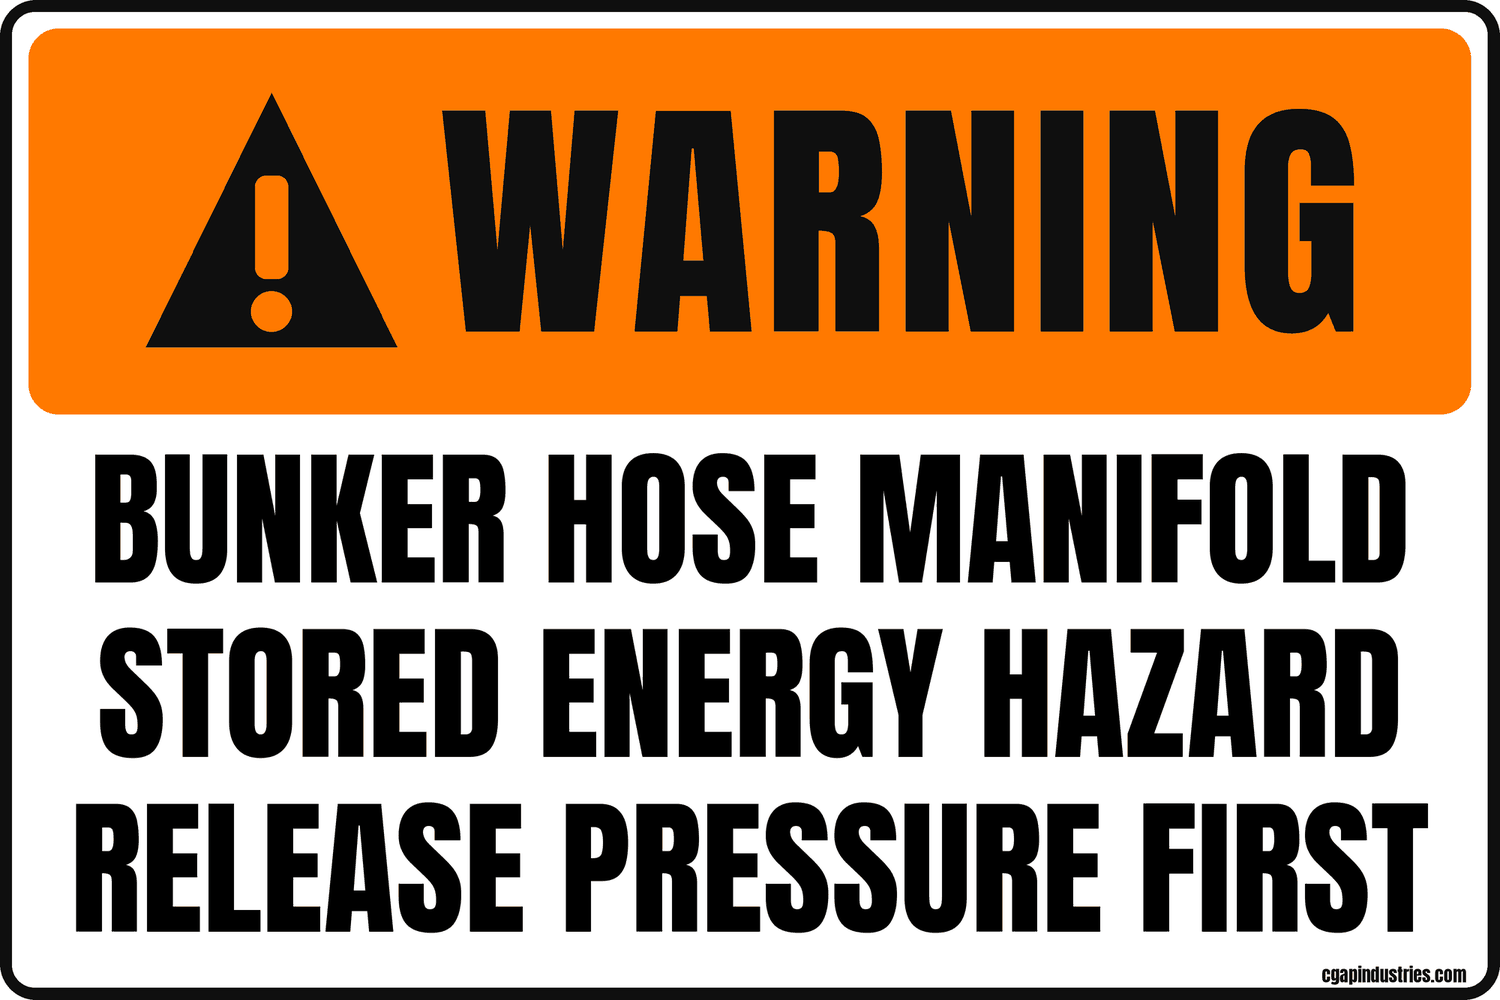 WARNING
BUNKER HOSE MANIFOLD
STORED ENERGY HAZARD
RELEASE PRESSURE FIRST
cgapindustries.com